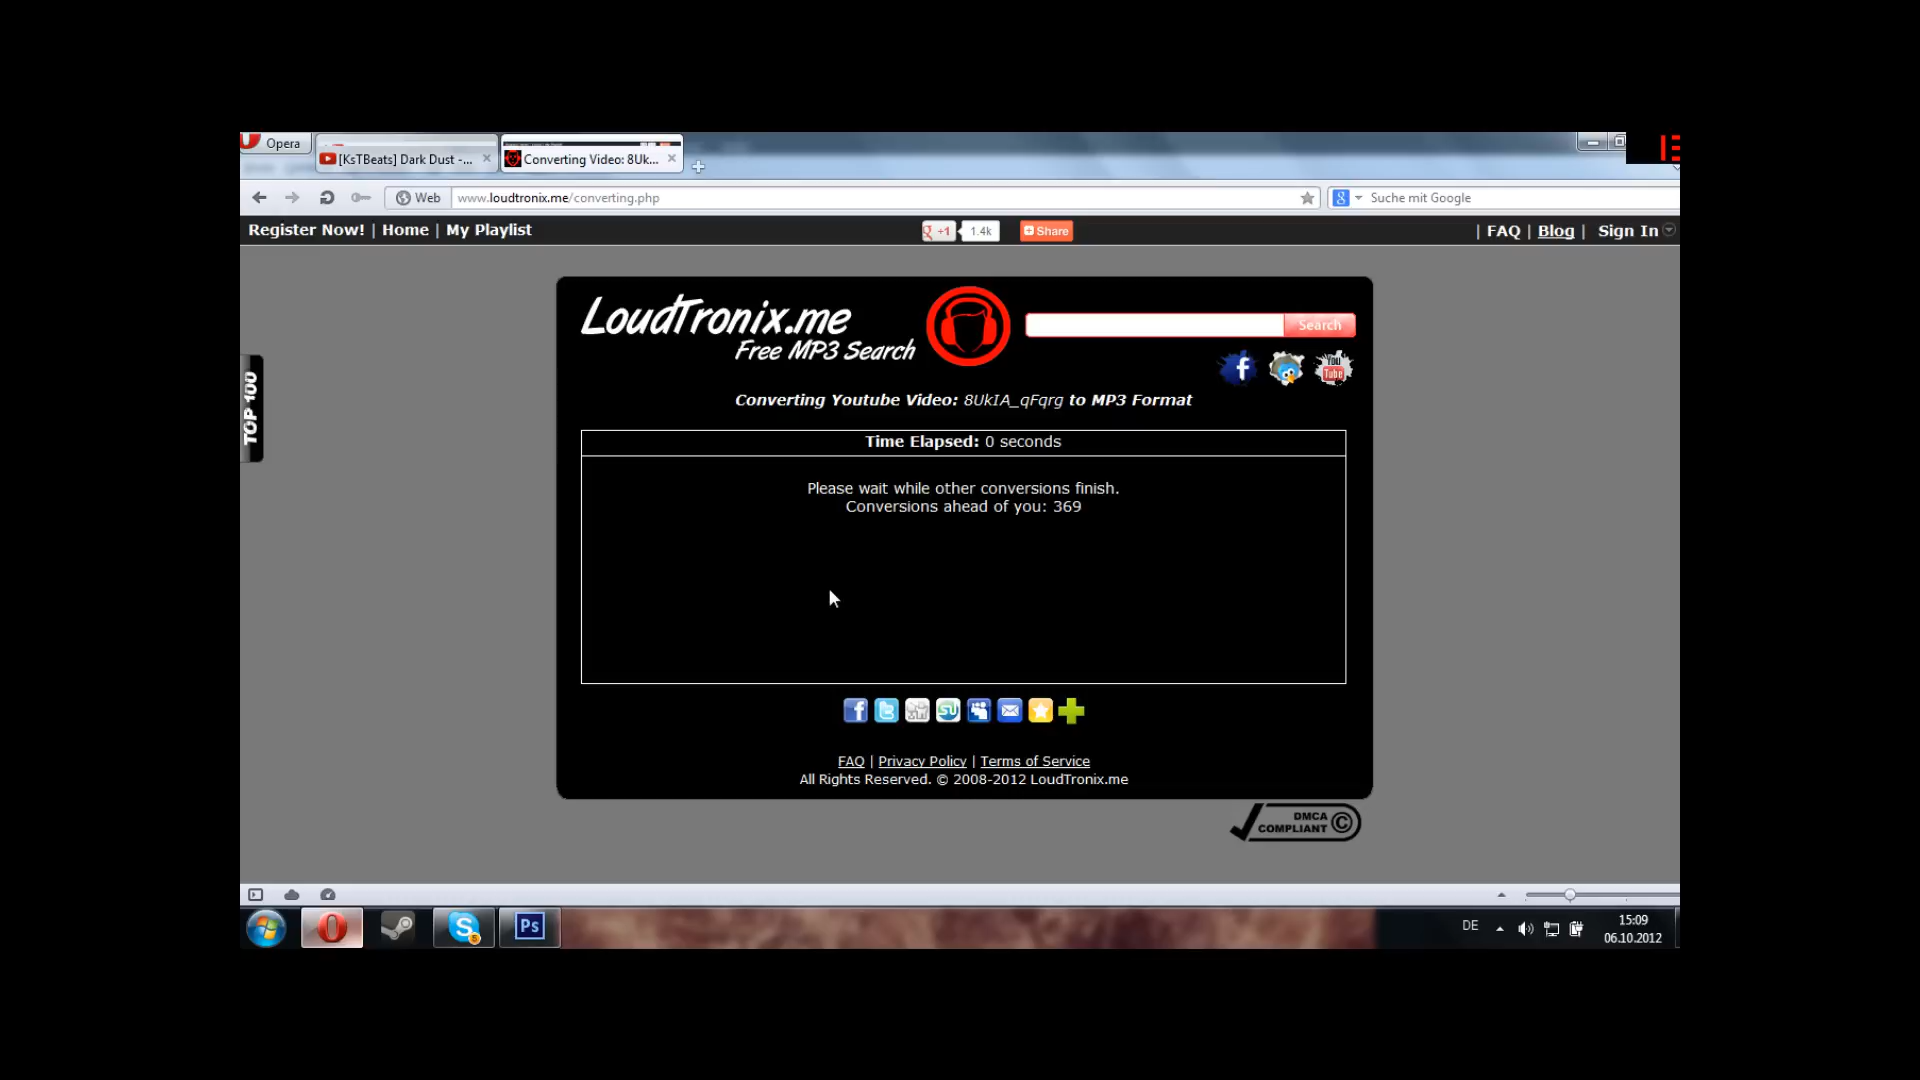 Opera
[KsTBeats] Dark Dust -...
Converting Video: 8Uk...
Web
www.loudtronix.me/converting.php
Suche mit Google
Register Now! | Home | My Playlist
+1
1.4k
Share
| FAQ | Blog | Sign In
LoudTronix.me
Free MP3 Search
Search
TOP 100
Converting Youtube Video: 8UkIA_qFqrg to MP3 Format
Time Elapsed: 0 seconds
Please wait while other conversions finish.
Conversions ahead of you: 369
FAQ | Privacy Policy | Terms of Service
All Rights Reserved. © 2008-2012 LoudTronix.me
DMCA
COMPLIANT ©
Ps
DE
15:09
06.10.2012